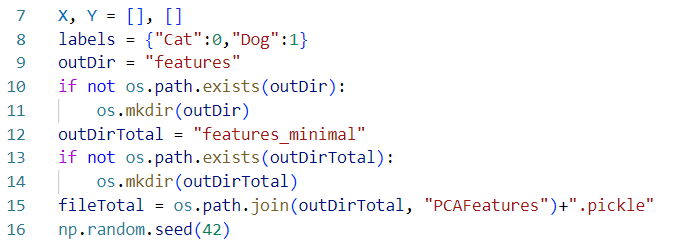 7 X, Y = [], []
8 labels = {"Cat":0,"Dog":1}
9 outDir = "features"
10 if not os.path.exists(outDir):
11     os.mkdir(outDir)
12 outDirTotal = "features_minimal"
13 if not os.path.exists(outDirTotal):
14     os.mkdir(outDirTotal)
15 fileTotal = os.path.join(outDirTotal, "PCAFeatures")+".pickle"
16 np.random.seed(42)